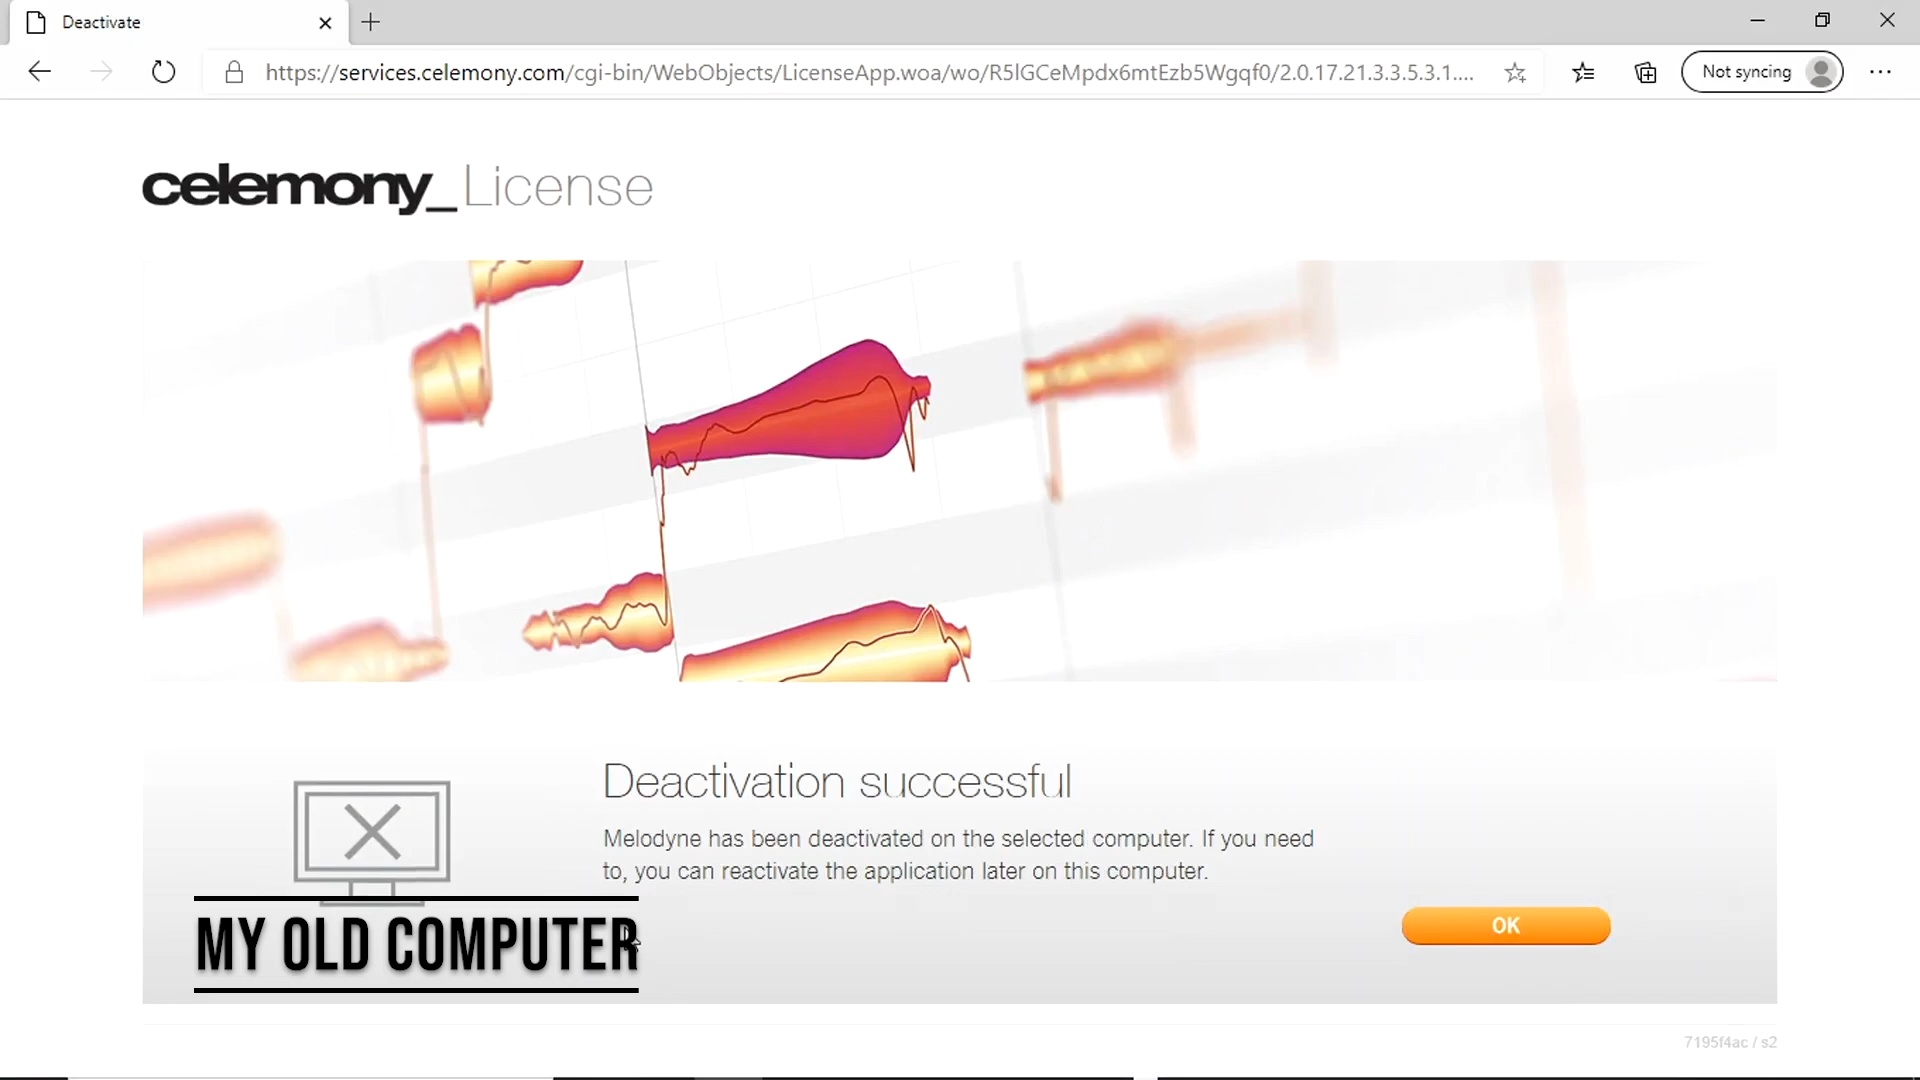 Deactivate
https://services.celemony.com/cgi-bin/WebObjects/LicenseApp.woa/wo/R5lGCeMpdx6mtEzb5Wgqf0/2.0.17.21.3.3.5.3.1....
Not syncing
celemony_License
Deactivation successful
Melodyne has been deactivated on the selected computer. If you need
to, you can reactivate the application later on this computer.
OK
MY OLD COMPUTER
7195f4ac / s2